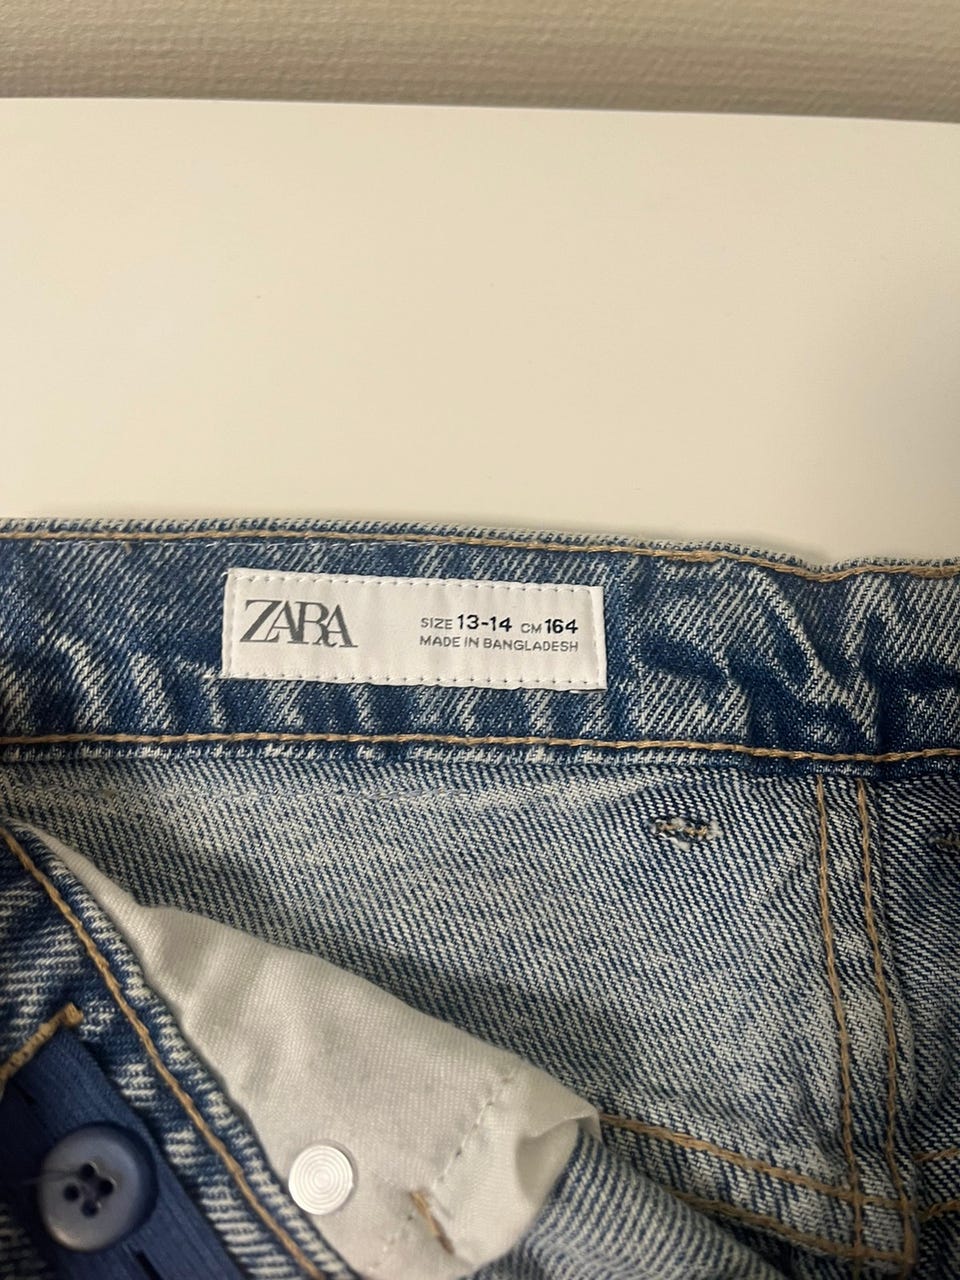 ZARA
SIZE 13-14 CM 164
MADE IN BANGLADESH